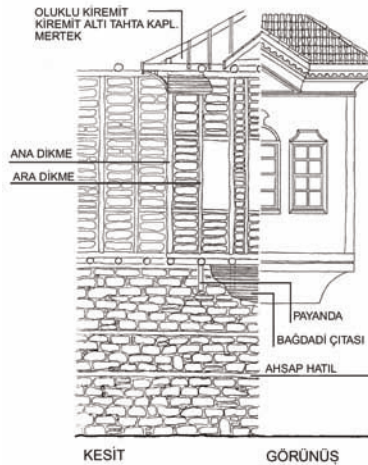 OLUKLU KİREMİT
KİREMİT ALTI TAHTA KAPL.
MERTEK
ANA DİKME
ARA DİKME
PAYANDA
BAĞDADİ ÇITASI
AHŞAP HATIL
KESİT
GÖRÜNÜŞ